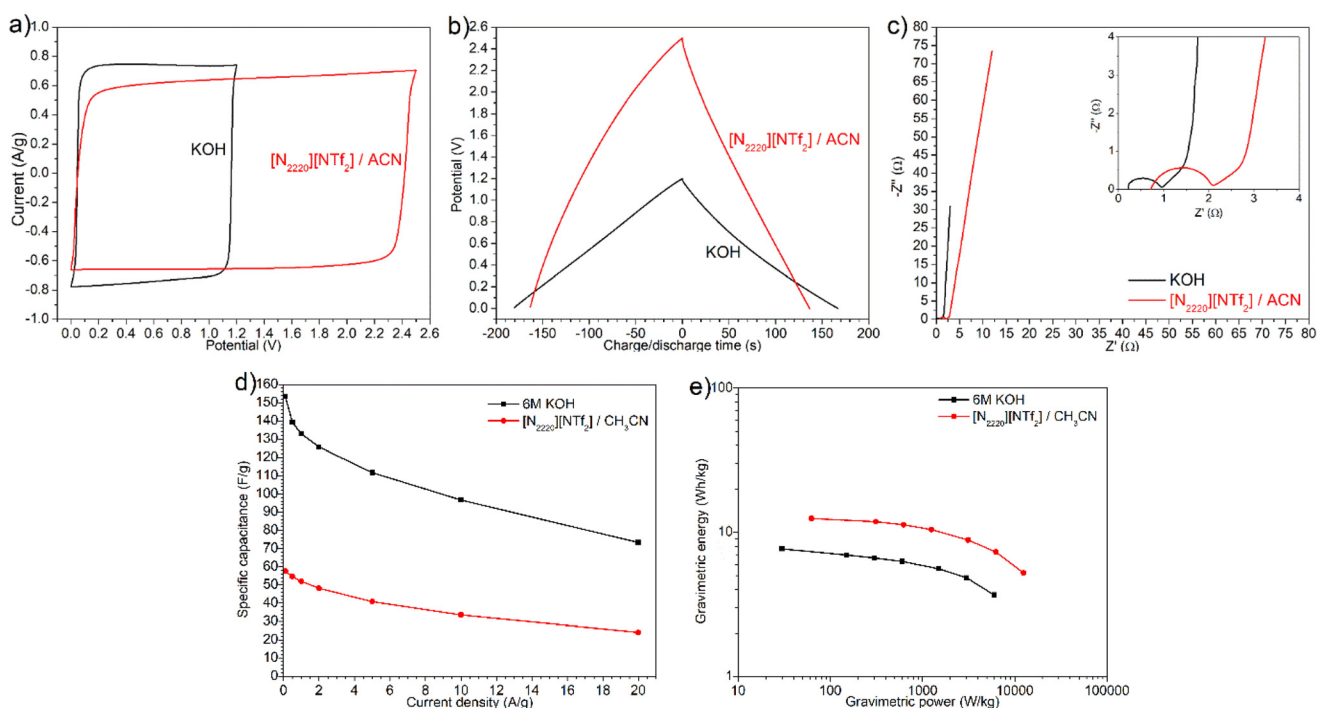 a)
1.0
0.8
0.6
0.4
0.2
0.0
-0.2
-0.4
-0.6
-0.8
-1.0
Current (A/g)
KOH
[N2220][NTf2] / ACN
0.0 0.2 0.4 0.6 0.8 1.0 1.2 1.4 1.6 1.8 2.0 2.2 2.4 2.6
Potential (V)
b)
2.6
2.4
2.2
2.0
1.8
1.6
1.4
1.2
1.0
0.8
0.6
0.4
0.2
0.0
Potential (V)
[N2220][NTf2] / ACN
KOH
-200 -150 -100 -50 0 50 100 150 200
Charge/discharge time (s)
c)
80
75
70
65
60
55
50
45
40
35
30
25
20
15
10
5
0
-Z'' (Ω)
4
3
2
1
0
-Z'' (Ω)
0 1 2 3 4
Z' (Ω)
KOH
[N2220][NTf2] / ACN
0 5 10 15 20 25 30 35 40 45 50 55 60 65 70 75 80
Z' (Ω)
d)
160
150
140
130
120
110
100
90
80
70
60
50
40
30
20
10
0
Specific capacitance (F/g)
6M KOH
[N2220][NTf2] / CH3CN
0 2 4 6 8 10 12 14 16 18 20
Current density (A/g)
e)
100
10
1
Gravimetric energy (Wh/kg)
6M KOH
[N2220][NTf2] / CH3CN
10 100 1000 10000 100000
Gravimetric power (W/kg)